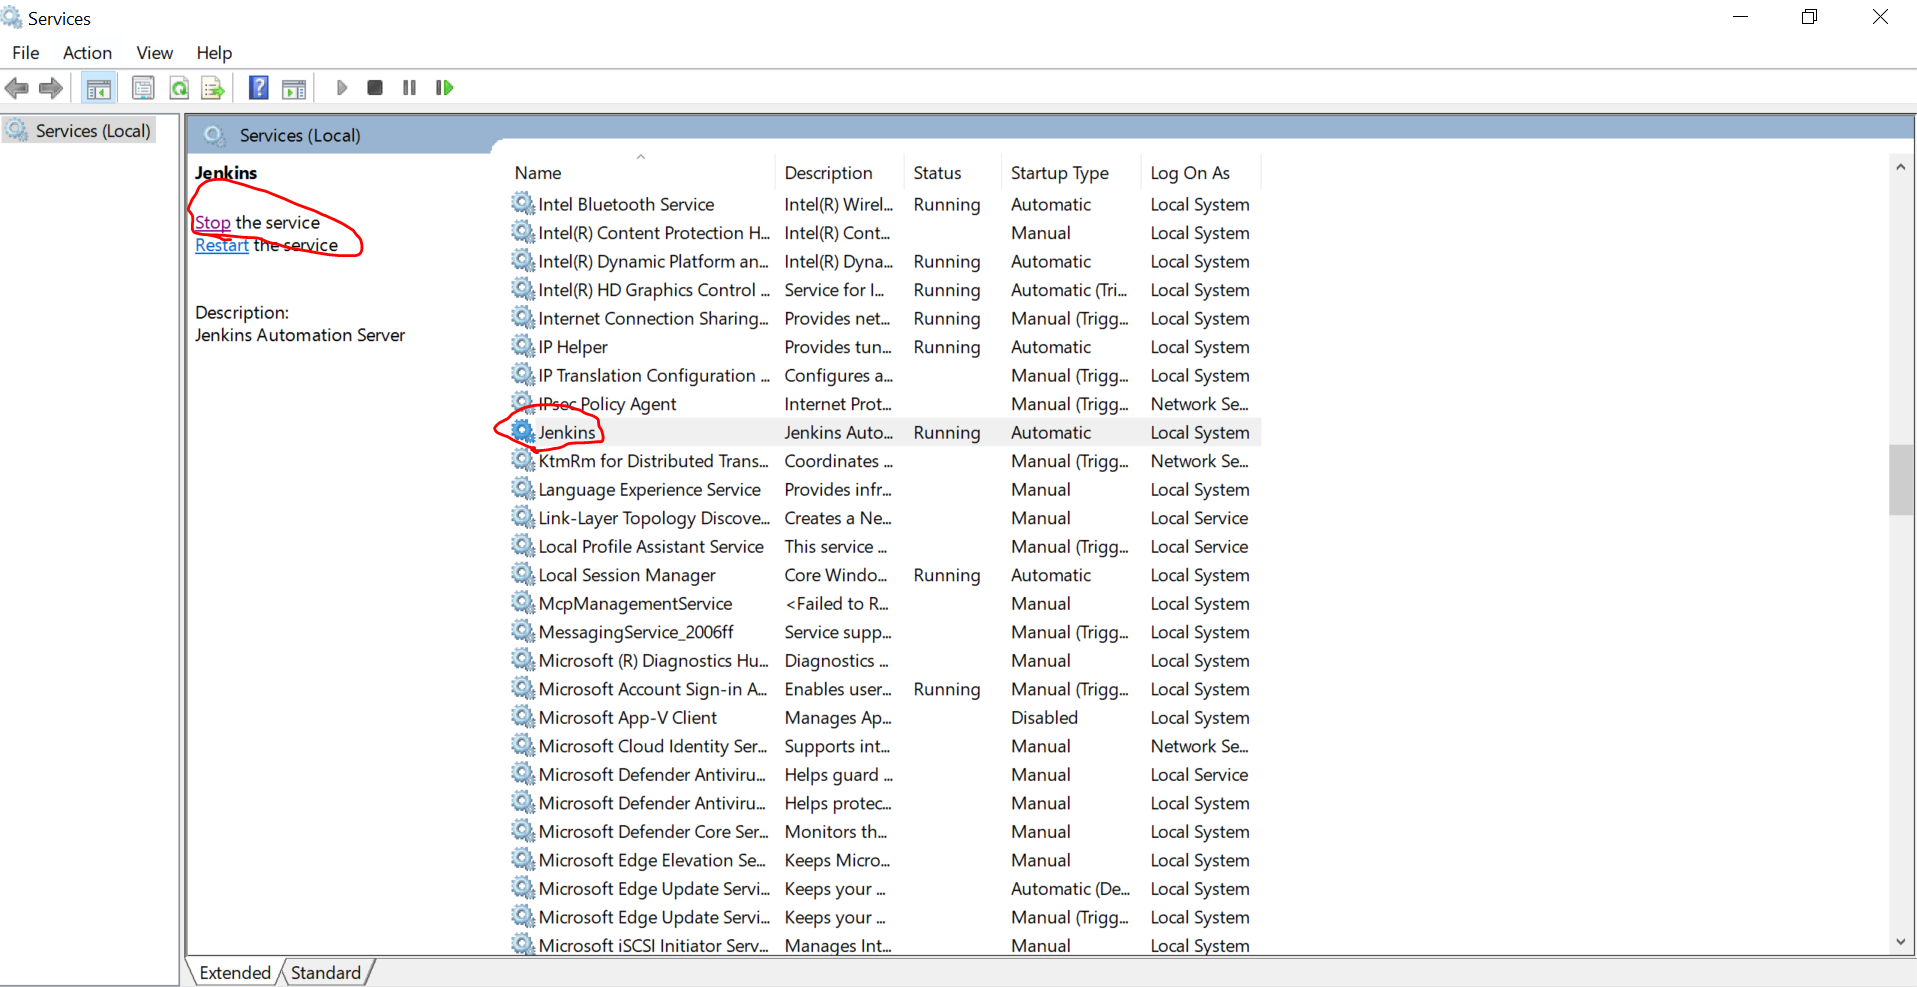 Services
File Action View Help
Services (Local)
Services (Local)
Jenkins
Stop the service
Restart the service
Description:
Jenkins Automation Server
Name Description Status Startup Type Log On As
Intel Bluetooth Service Intel(R) Wirel... Running Automatic Local System
Intel(R) Content Protection H... Intel(R) Cont... Manual Local System
Intel(R) Dynamic Platform an... Intel(R) Dyna... Running Automatic Local System
Intel(R) HD Graphics Control ... Service for I... Running Automatic (Tri... Local System
Internet Connection Sharing... Provides net... Running Manual (Trigg... Local System
IP Helper Provides tun... Running Automatic Local System
IP Translation Configuration ... Configures a... Manual (Trigg... Local System
IPsec Policy Agent Internet Prot... Manual (Trigg... Network Se...
Jenkins Jenkins Auto... Running Automatic Local System
KtmRm for Distributed Trans... Coordinates ... Manual (Trigg... Network Se...
Language Experience Service Provides infr... Manual Local System
Link-Layer Topology Discove... Creates a Ne... Manual Local Service
Local Profile Assistant Service This service ... Manual (Trigg... Local Service
Local Session Manager Core Windo... Running Automatic Local System
McpManagementService <Failed to R... Manual Local System
MessagingService_2006ff Service supp... Manual (Trigg... Local System
Microsoft (R) Diagnostics Hu... Diagnostics ... Manual Local System
Microsoft Account Sign-in A... Enables user... Running Manual (Trigg... Local System
Microsoft App-V Client Manages Ap... Disabled Local System
Microsoft Cloud Identity Ser... Supports int... Manual Network Se...
Microsoft Defender Antiviru... Helps guard ... Manual Local Service
Microsoft Defender Antiviru... Helps protec... Manual Local System
Microsoft Defender Core Ser... Monitors th... Manual Local System
Microsoft Edge Elevation Se... Keeps Micro... Manual Local System
Microsoft Edge Update Servi... Keeps your ... Automatic (De... Local System
Microsoft Edge Update Servi... Keeps your ... Manual (Trigg... Local System
Microsoft iSCSI Initiator Serv... Manages Int... Manual Local System
Extended Standard